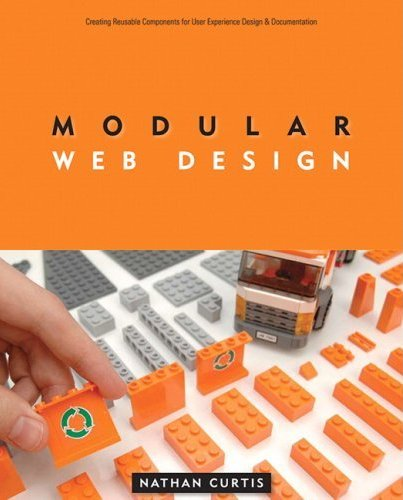 Creating Reusable Components for User Experience Design & Documentation
MODULAR
WEB DESIGN
NATHAN CURTIS